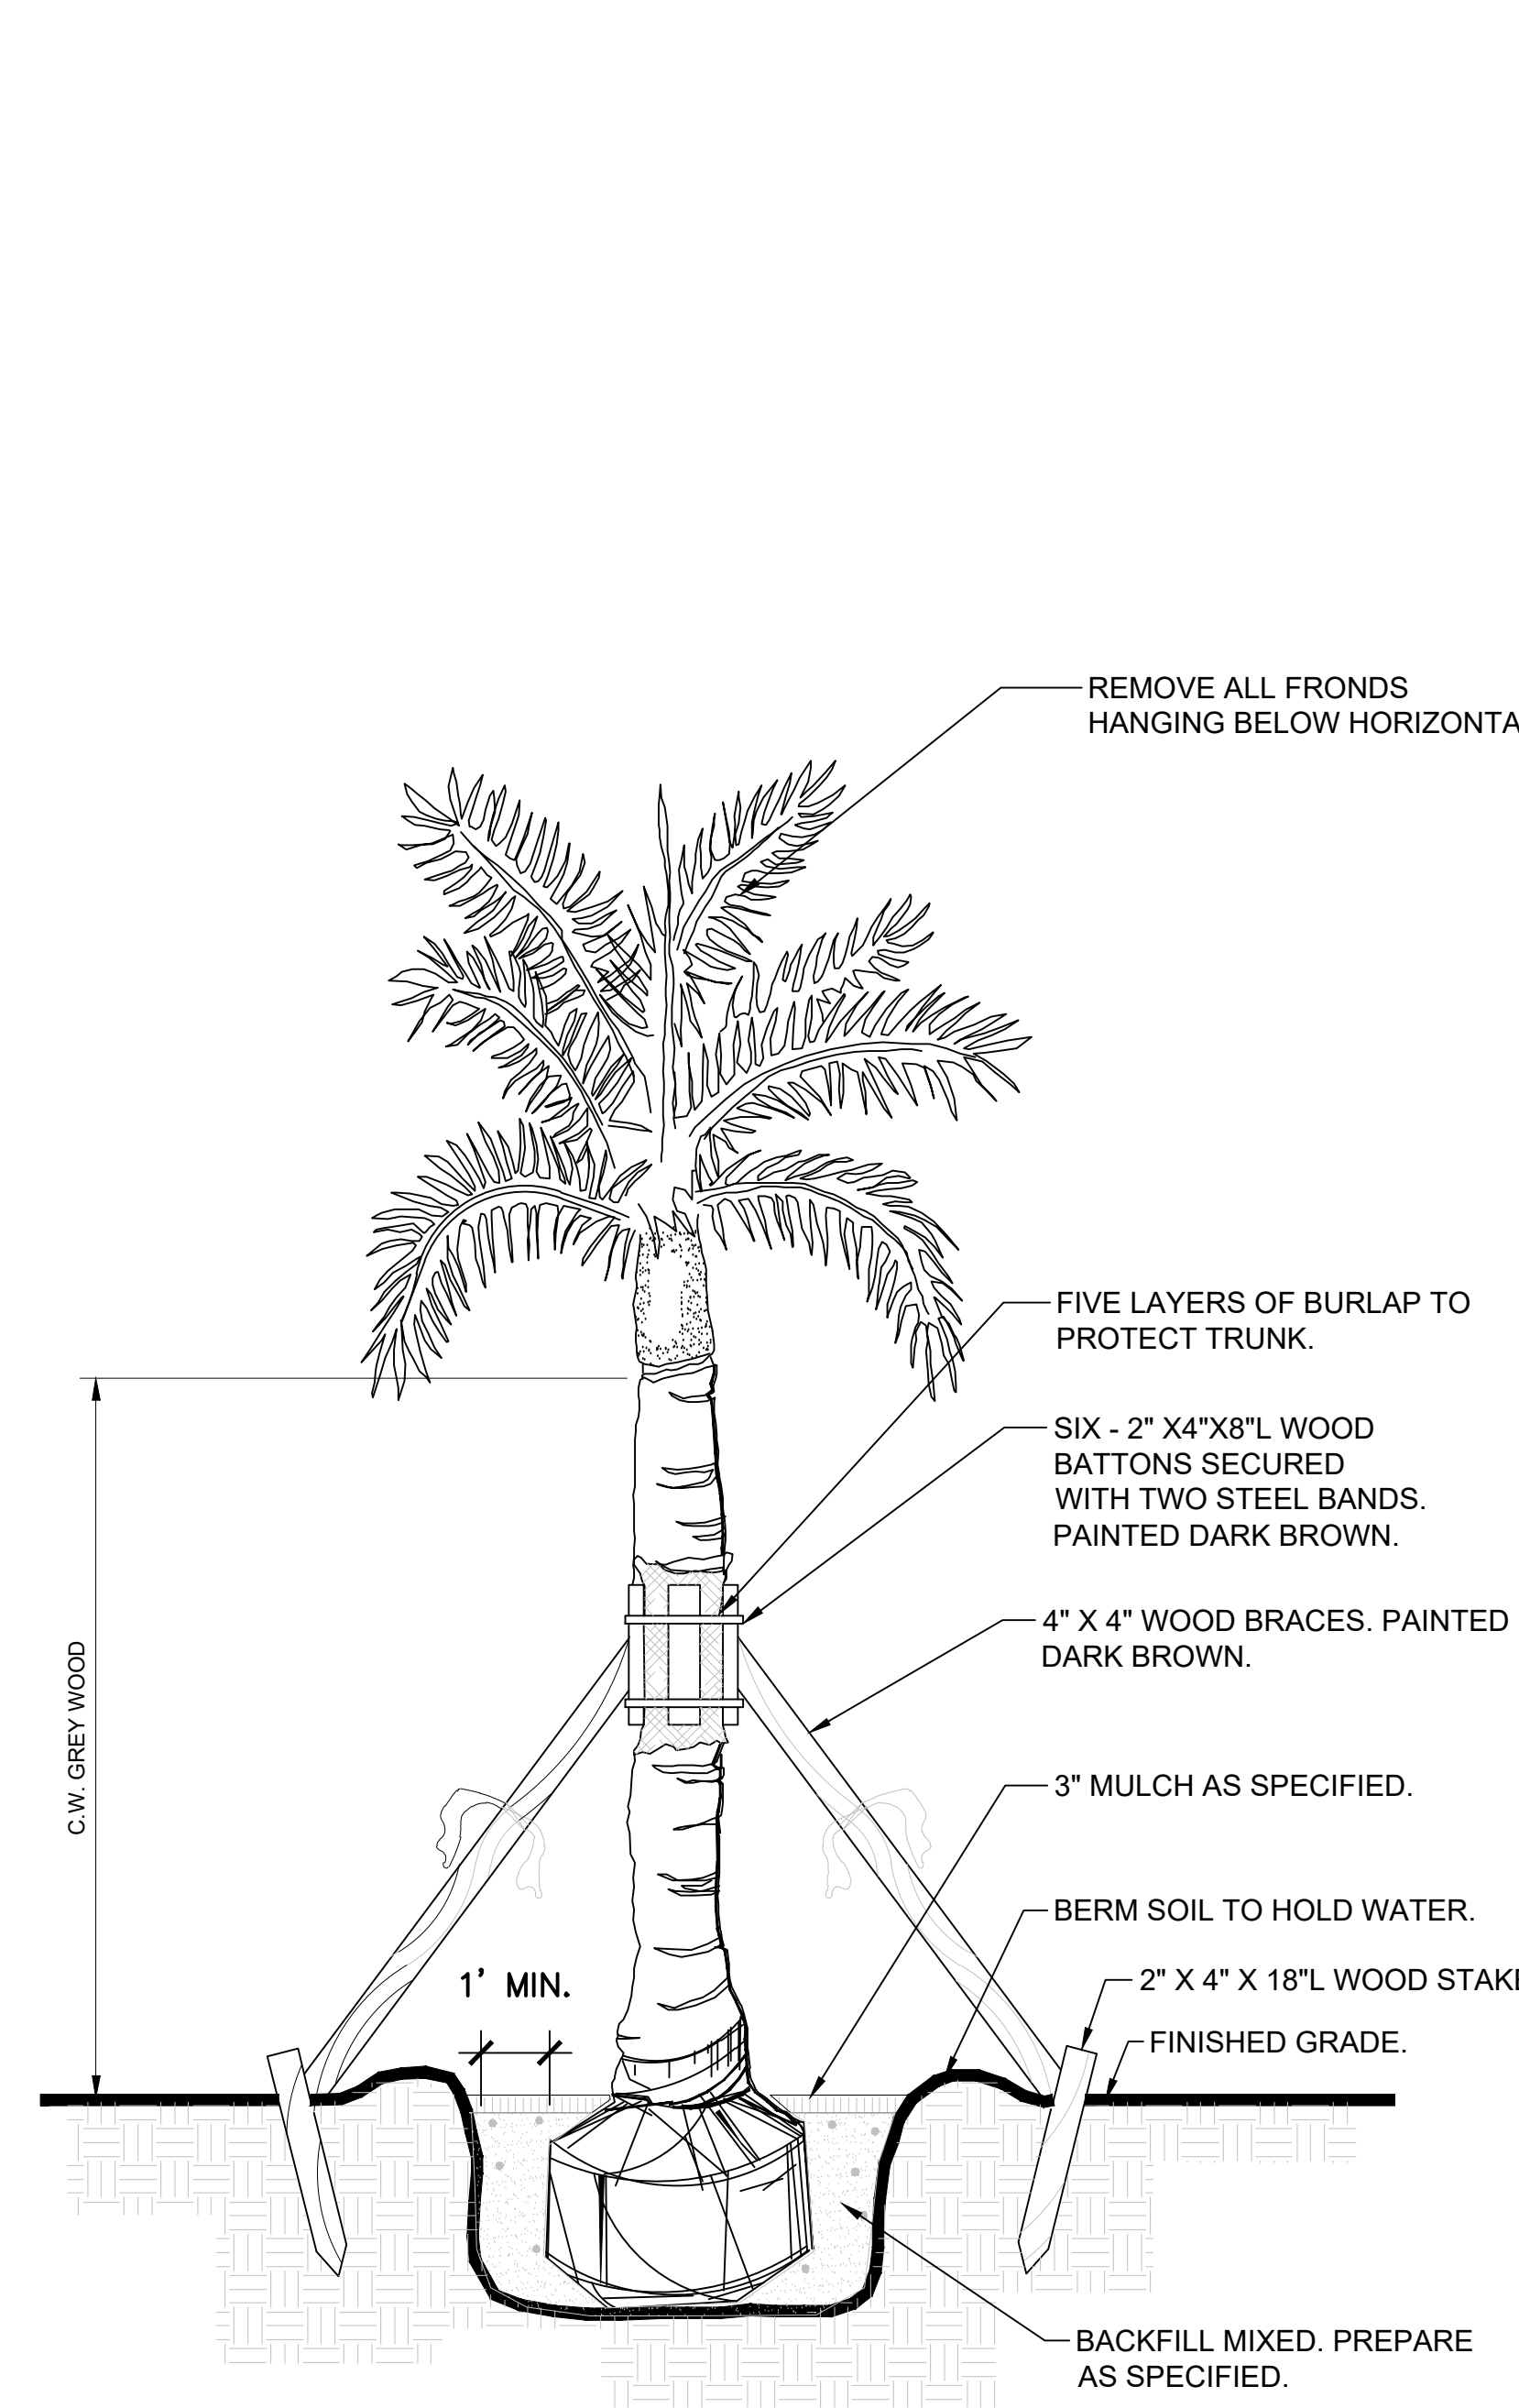 REMOVE ALL FRONDS
HANGING BELOW HORIZONTA
FIVE LAYERS OF BURLAP TO
PROTECT TRUNK.
SIX - 2" X4"X8"L WOOD
BATTONS SECURED
WITH TWO STEEL BANDS.
PAINTED DARK BROWN.
4" X 4" WOOD BRACES. PAINTED
DARK BROWN.
C.W. GREY WOOD
3" MULCH AS SPECIFIED.
BERM SOIL TO HOLD WATER.
1' MIN.
2" X 4" X 18"L WOOD STAKE
FINISHED GRADE.
BACKFILL MIXED. PREPARE
AS SPECIFIED.